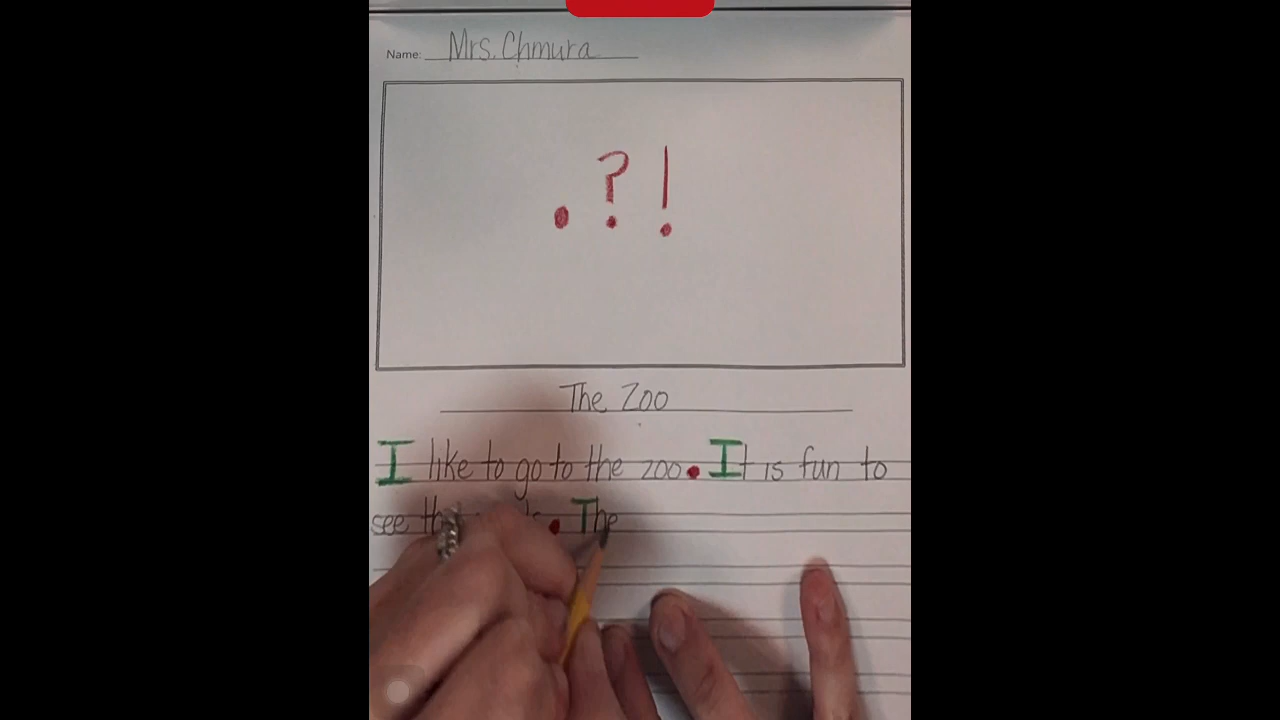 Name: Mrs. Chmura
. ? !
The Zoo
I like to go to the zoo. It is fun to
see . The